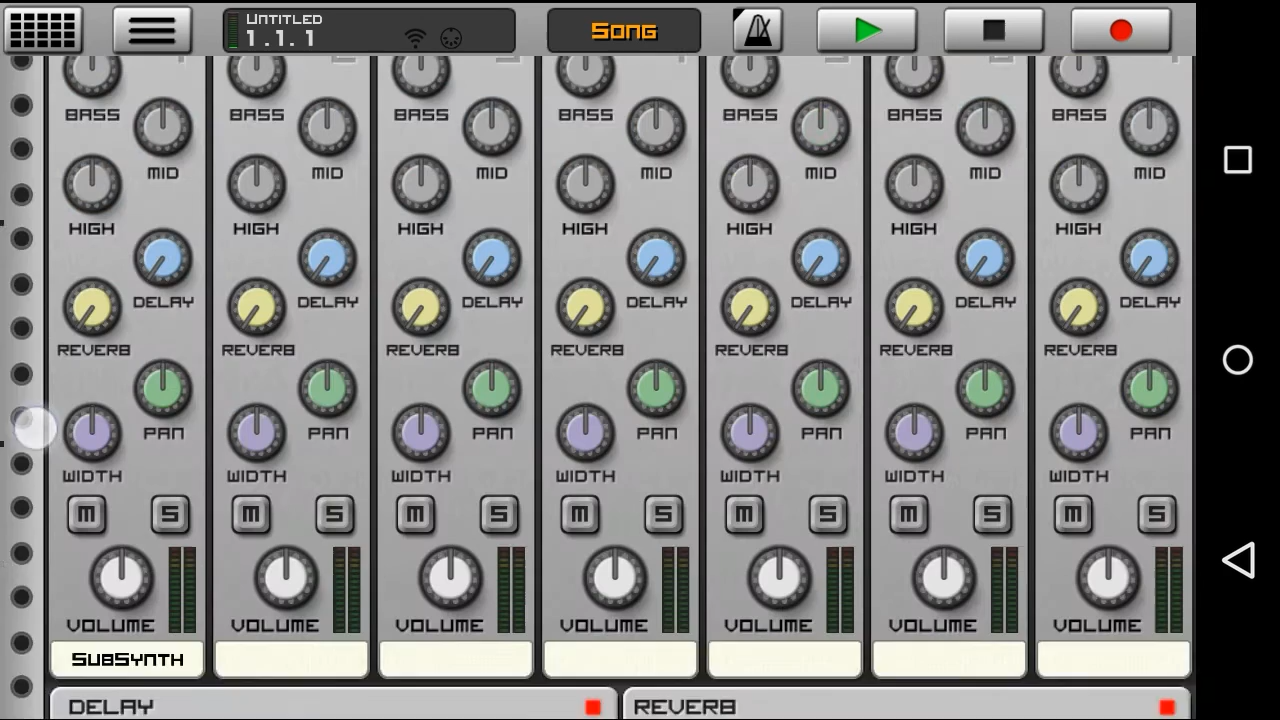 Untitled
1.1.1
Song
BASS BASS BASS BASS BASS BASS BASS
MID MID MID MID MID MID MID
HIGH HIGH HIGH HIGH HIGH HIGH HIGH
DELAY DELAY DELAY DELAY DELAY DELAY DELAY
REVERB REVERB REVERB REVERB REVERB REVERB REVERB
PAN PAN PAN PAN PAN PAN PAN
WIDTH WIDTH WIDTH WIDTH WIDTH WIDTH WIDTH
M S M S M S M S M S M S M S
VOLUME VOLUME VOLUME VOLUME VOLUME VOLUME VOLUME
SubSynth
DELAY REVERB